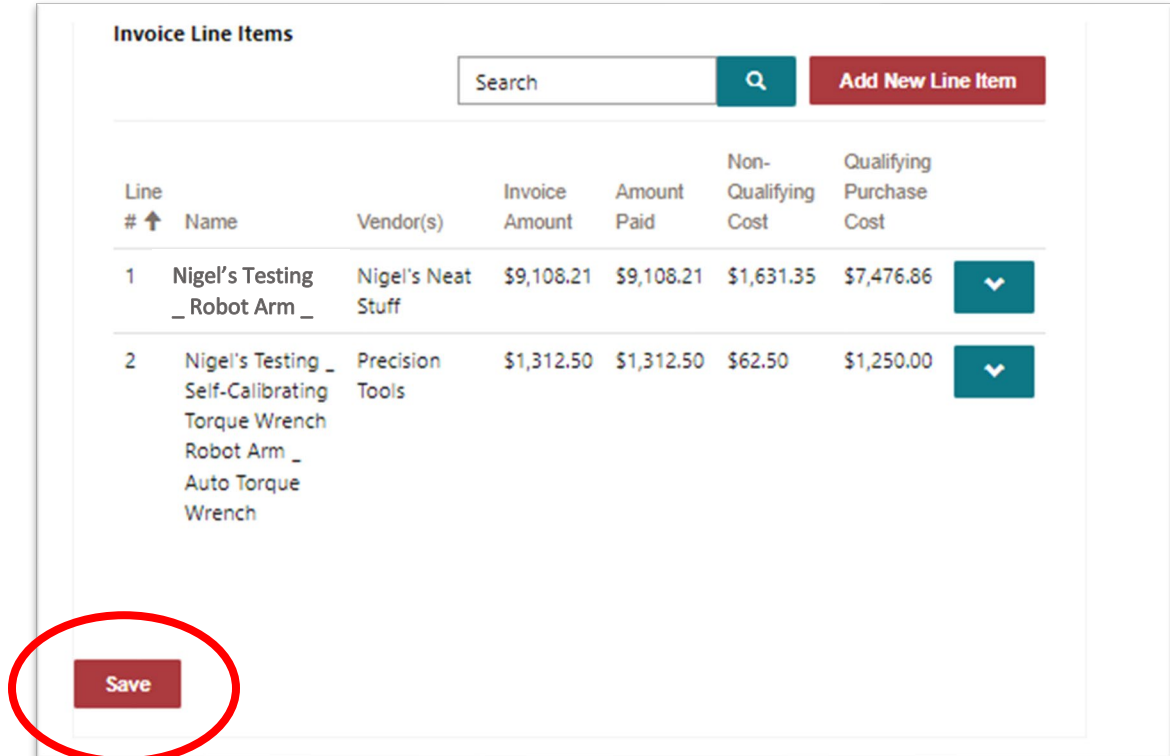 Invoice Line Items
Search
Add New Line Item
Line # Name Vendor(s) Invoice Amount Amount Paid Non-Qualifying Cost Qualifying Purchase Cost
1 Nigel’s Testing Nigel's Neat $9,108.21 $9,108.21 $1,631.35 $7,476.86
_ Robot Arm _ Stuff
2 Nigel's Testing _ Precision $1,312.50 $1,312.50 $62.50 $1,250.00
Self-Calibrating Tools
Torque Wrench
Robot Arm _
Auto Torque
Wrench
Save